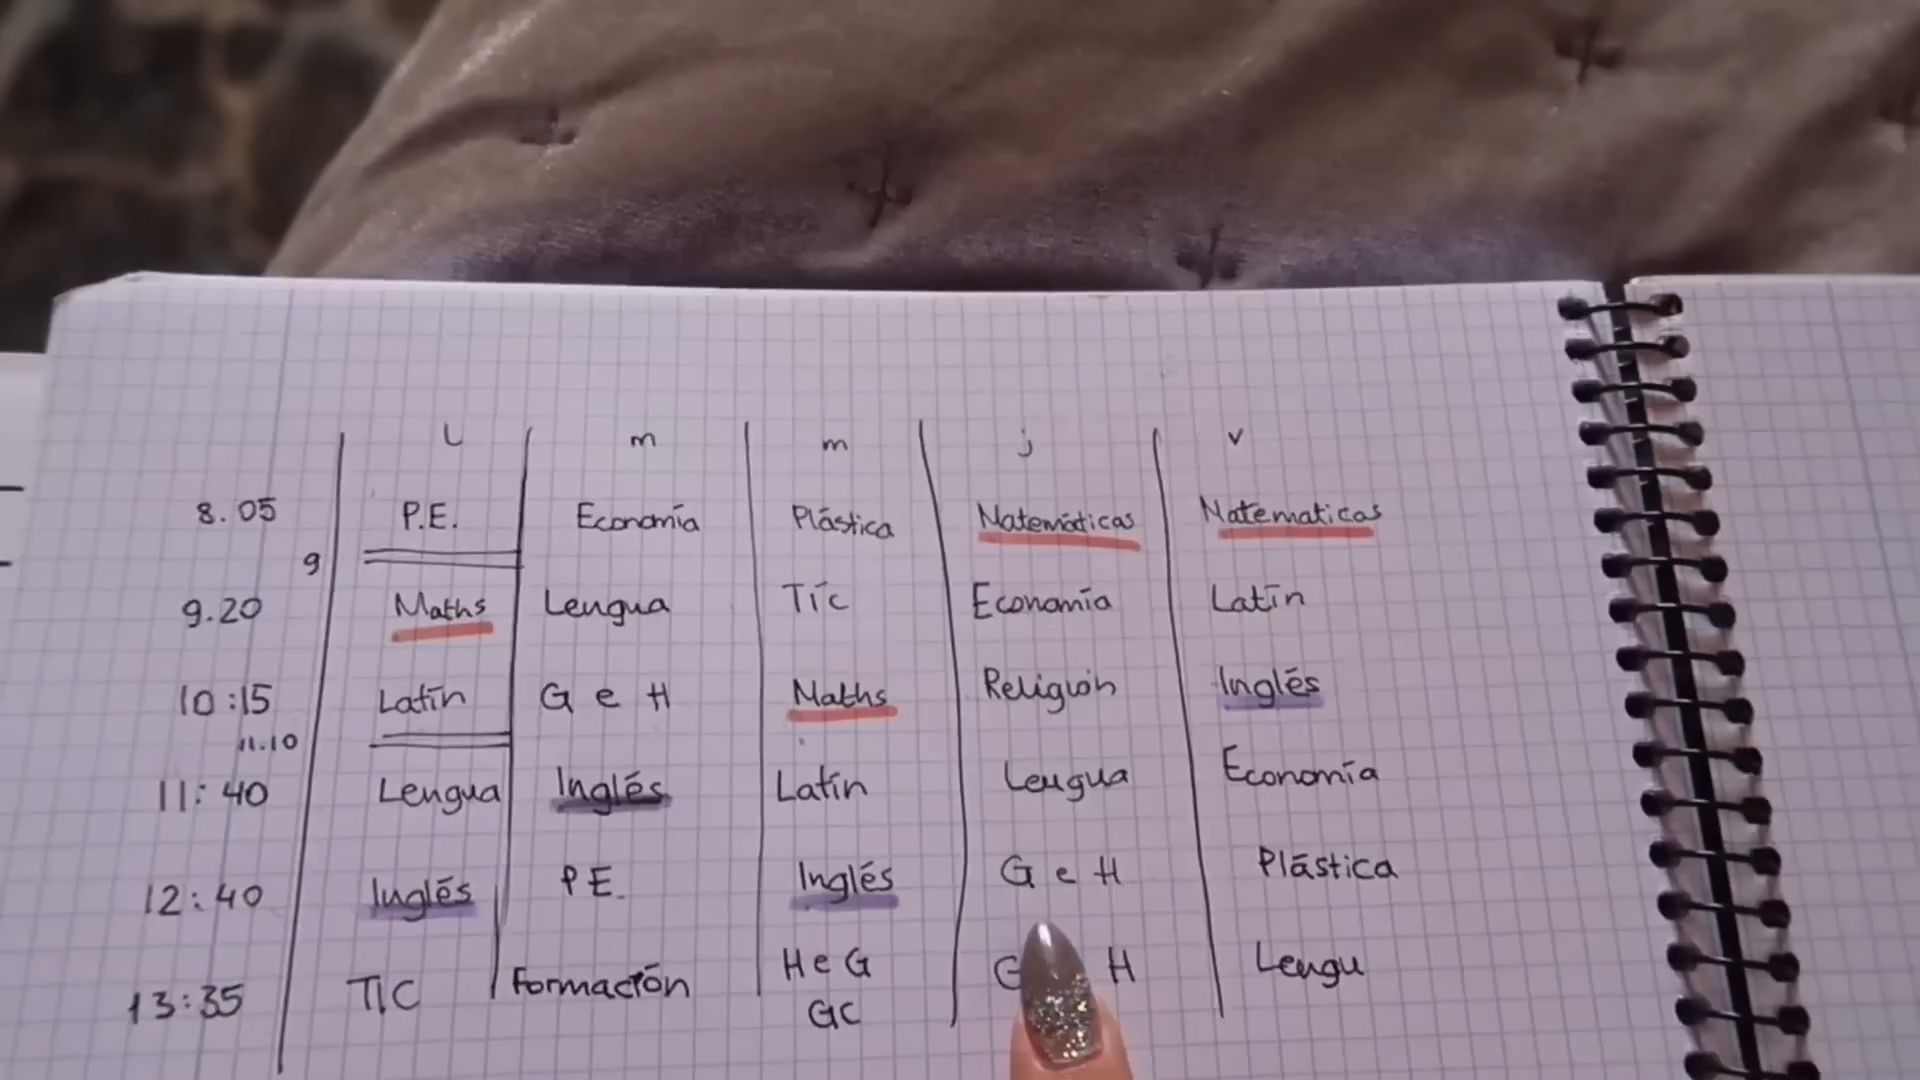 L m m j v
8.05 P.E. Economía Plástica Matemáticas Matematicas
9
9.20 Maths Lengua Tíc Economía Latín
10:15 Latín G e H Maths Religión Inglés
11.10
11:40 Lengua Inglés Latín Lengua Economía
12:40 Inglés P E. Inglés G e H Plástica
13:35 TIC Formación H e G G H Lengu
GC